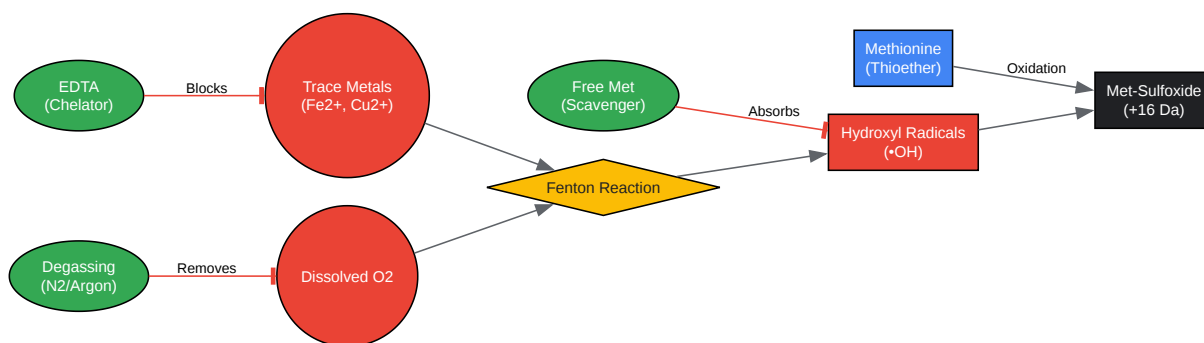 EDTA
(Chelator)
Blocks
Trace Metals
(Fe2+, Cu2+)
Free Met
(Scavenger)
Absorbs
Methionine
(Thioether)
Oxidation
Met-Sulfoxide
(+16 Da)
Hydroxyl Radicals
(•OH)
Fenton Reaction
Degassing
(N2/Argon)
Removes
Dissolved O2